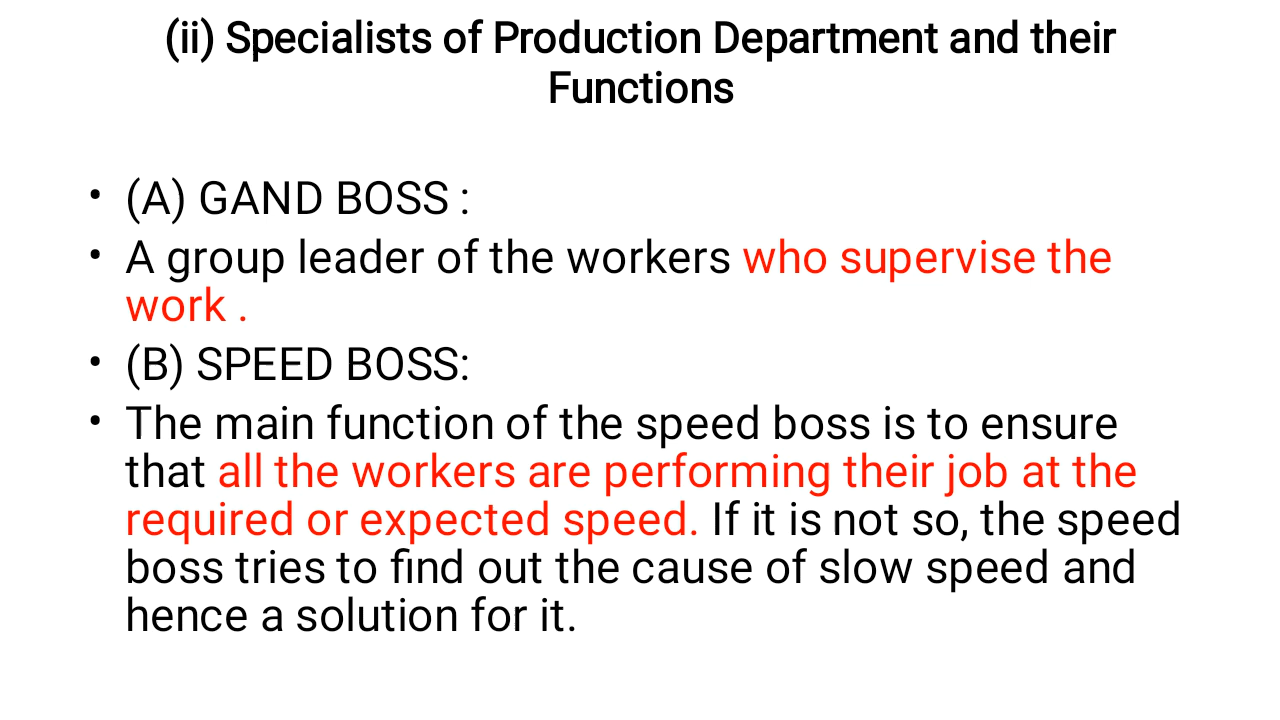 (ii) Specialists of Production Department and their
Functions
• (A) GAND BOSS :
• A group leader of the workers who supervise the
work .
• (B) SPEED BOSS:
• The main function of the speed boss is to ensure
that all the workers are performing their job at the
required or expected speed. If it is not so, the speed
boss tries to find out the cause of slow speed and
hence a solution for it.